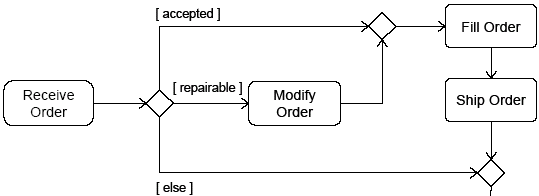 [ accepted ]
Fill Order
[ repairable ]
Receive
Order
Modify
Order
Ship Order
[ else ]